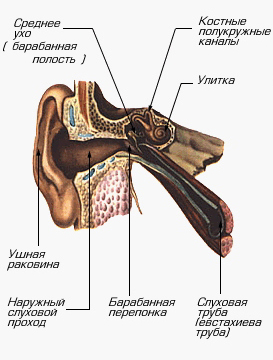 Среднее
ухо
( барабанная
полость )
Костные
полукружные
каналы
Улитка
Ушная
раковина
Наружный
слуховой
проход
Барабанная
перепонка
Слуховая
труба
(евстахиева
труба)